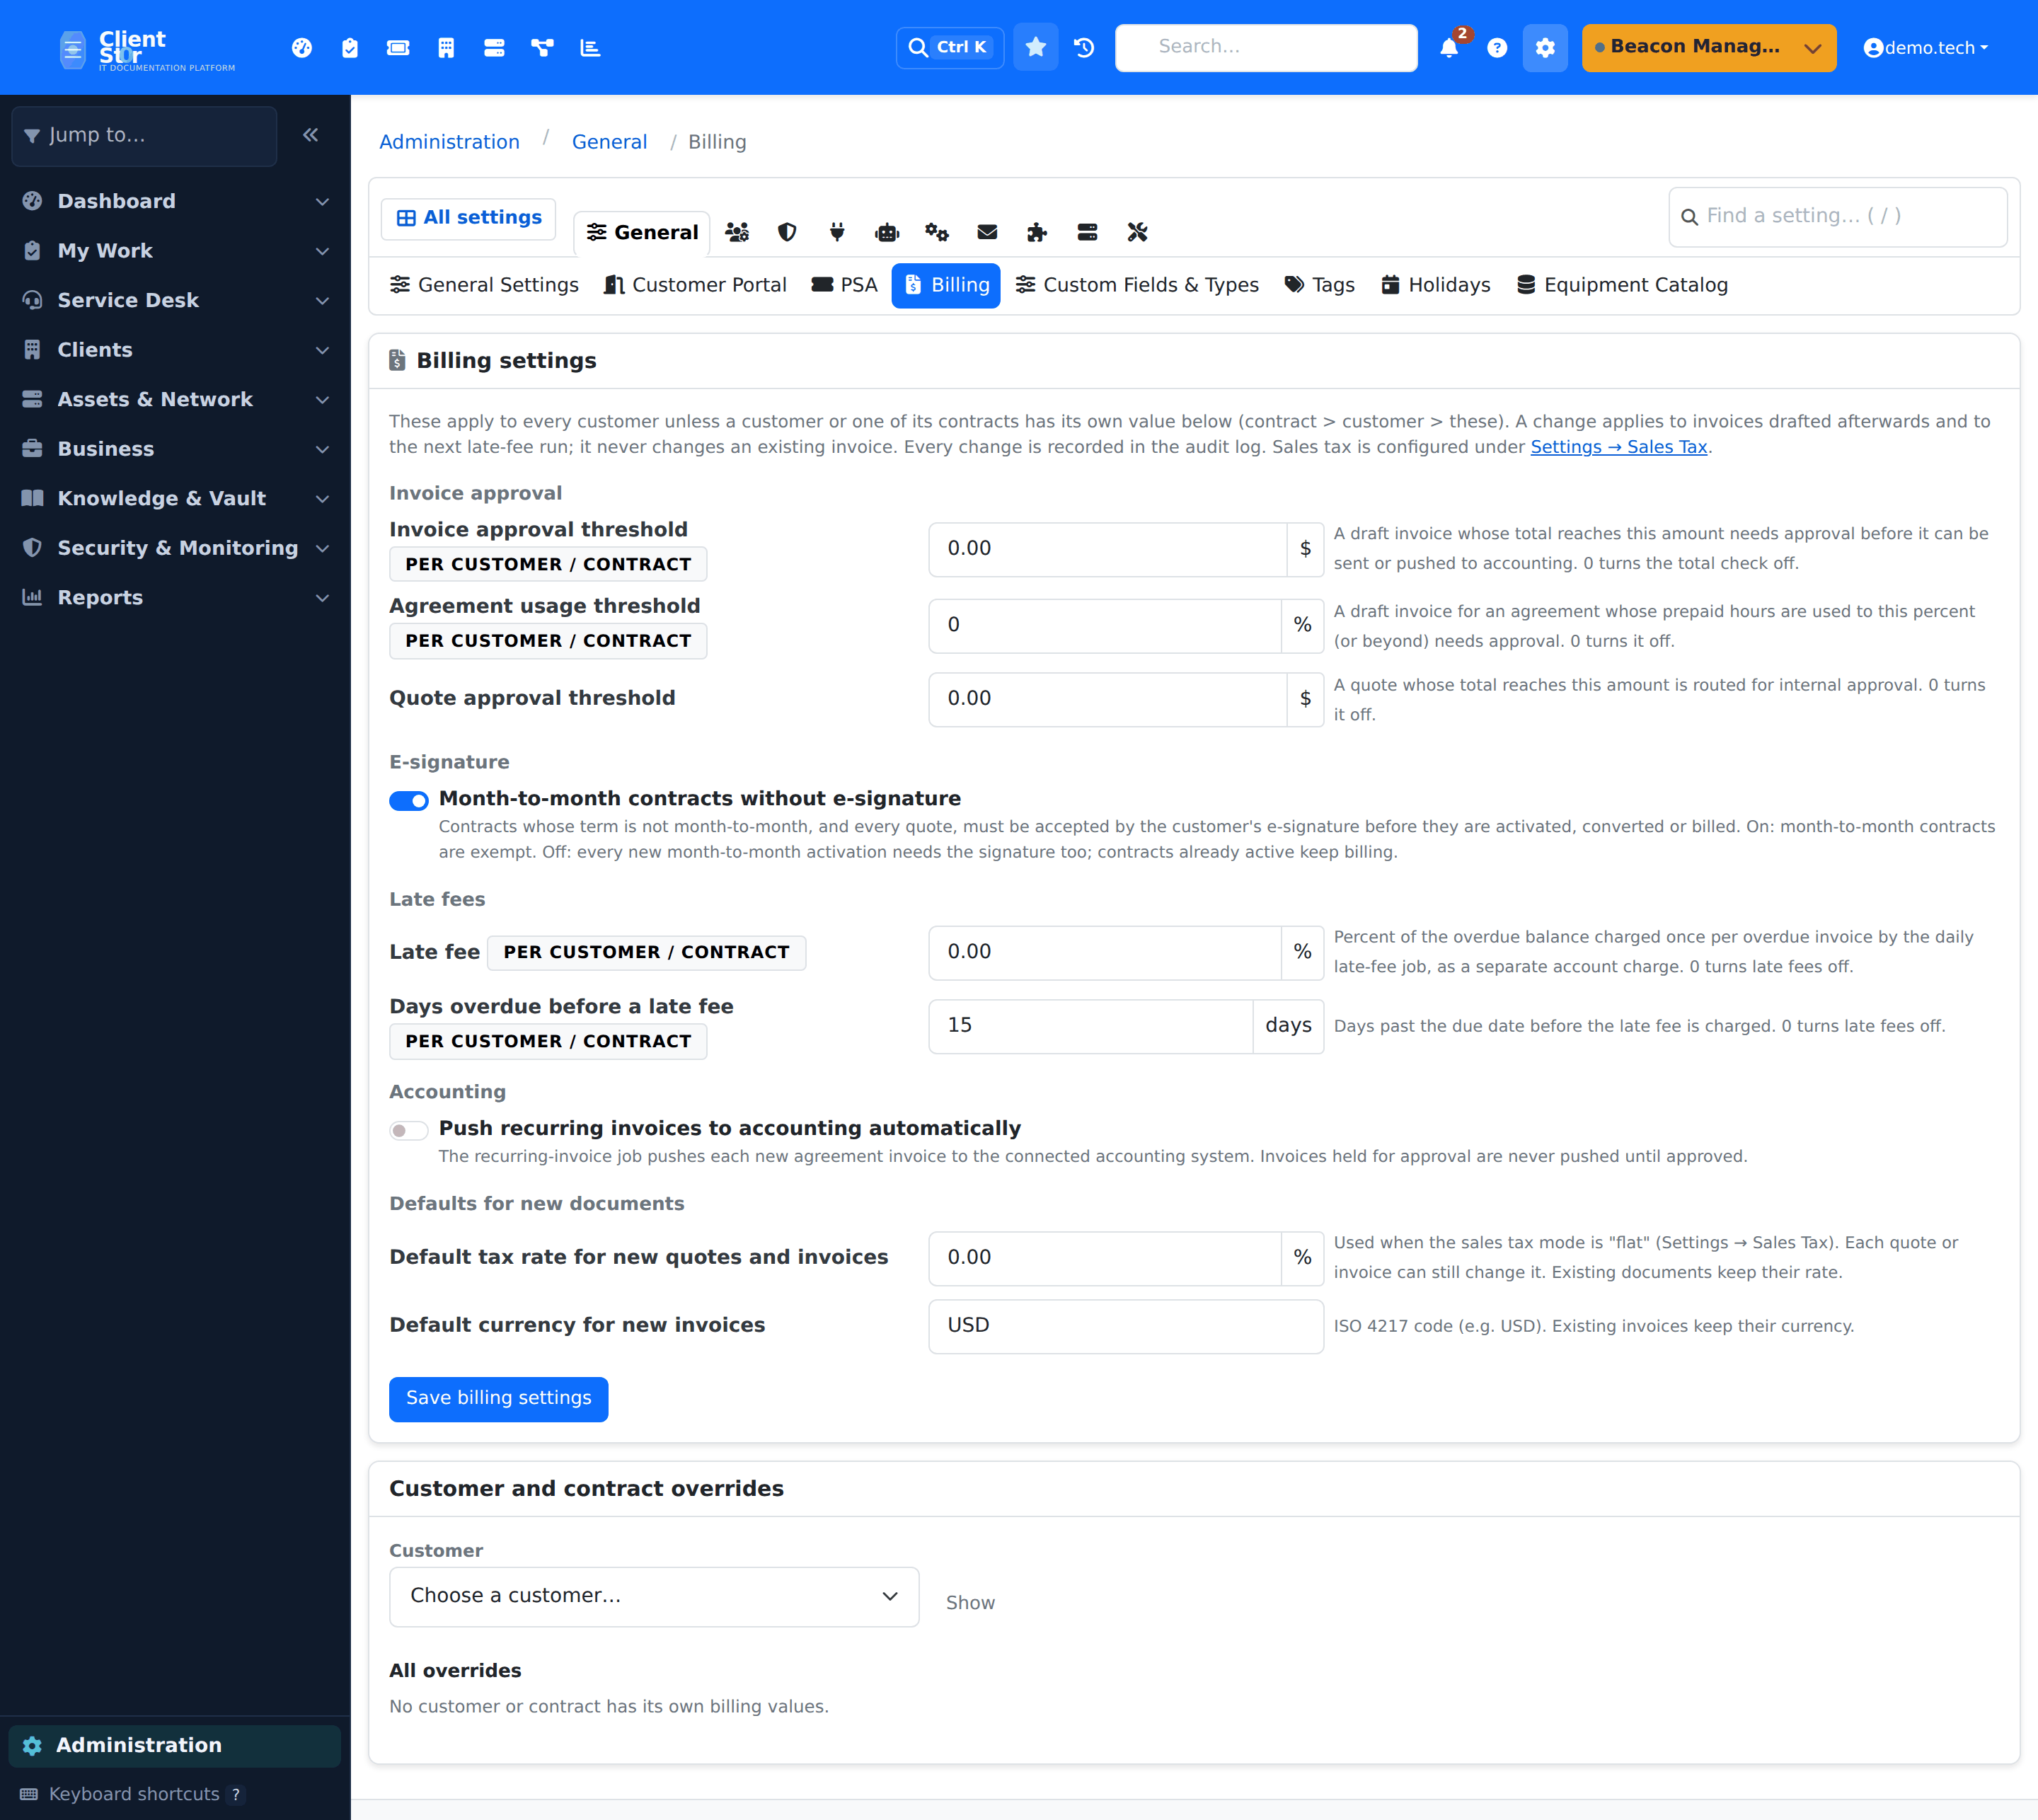 Client
St0r
IT DOCUMENTATION PLATFORM
Ctrl K
Search...
2
?
Beacon Manag...
demo.tech
Jump to...
Dashboard
My Work
Service Desk
Clients
Assets & Network
Business
Knowledge & Vault
Security & Monitoring
Reports
Administration
Keyboard shortcuts ?
Administration / General / Billing
All settings
General
Find a setting... ( / )
General Settings
Customer Portal
PSA
Billing
Custom Fields & Types
Tags
Holidays
Equipment Catalog
Billing settings
These apply to every customer unless a customer or one of its contracts has its own value below (contract > customer > these). A change applies to invoices drafted afterwards and to
the next late-fee run; it never changes an existing invoice. Every change is recorded in the audit log. Sales tax is configured under Settings → Sales Tax.
Invoice approval
Invoice approval threshold
PER CUSTOMER / CONTRACT
0.00 $
A draft invoice whose total reaches this amount needs approval before it can be
sent or pushed to accounting. 0 turns the total check off.
Agreement usage threshold
PER CUSTOMER / CONTRACT
0 %
A draft invoice for an agreement whose prepaid hours are used to this percent
(or beyond) needs approval. 0 turns it off.
Quote approval threshold
0.00 $
A quote whose total reaches this amount is routed for internal approval. 0 turns
it off.
E-signature
Month-to-month contracts without e-signature
Contracts whose term is not month-to-month, and every quote, must be accepted by the customer's e-signature before they are activated, converted or billed. On: month-to-month contracts
are exempt. Off: every new month-to-month activation needs the signature too; contracts already active keep billing.
Late fees
Late fee PER CUSTOMER / CONTRACT
0.00 %
Percent of the overdue balance charged once per overdue invoice by the daily
late-fee job, as a separate account charge. 0 turns late fees off.
Days overdue before a late fee
PER CUSTOMER / CONTRACT
15 days
Days past the due date before the late fee is charged. 0 turns late fees off.
Accounting
Push recurring invoices to accounting automatically
The recurring-invoice job pushes each new agreement invoice to the connected accounting system. Invoices held for approval are never pushed until approved.
Defaults for new documents
Default tax rate for new quotes and invoices
0.00 %
Used when the sales tax mode is "flat" (Settings → Sales Tax). Each quote or
invoice can still change it. Existing documents keep their rate.
Default currency for new invoices
USD
ISO 4217 code (e.g. USD). Existing invoices keep their currency.
Save billing settings
Customer and contract overrides
Customer
Choose a customer...
Show
All overrides
No customer or contract has its own billing values.